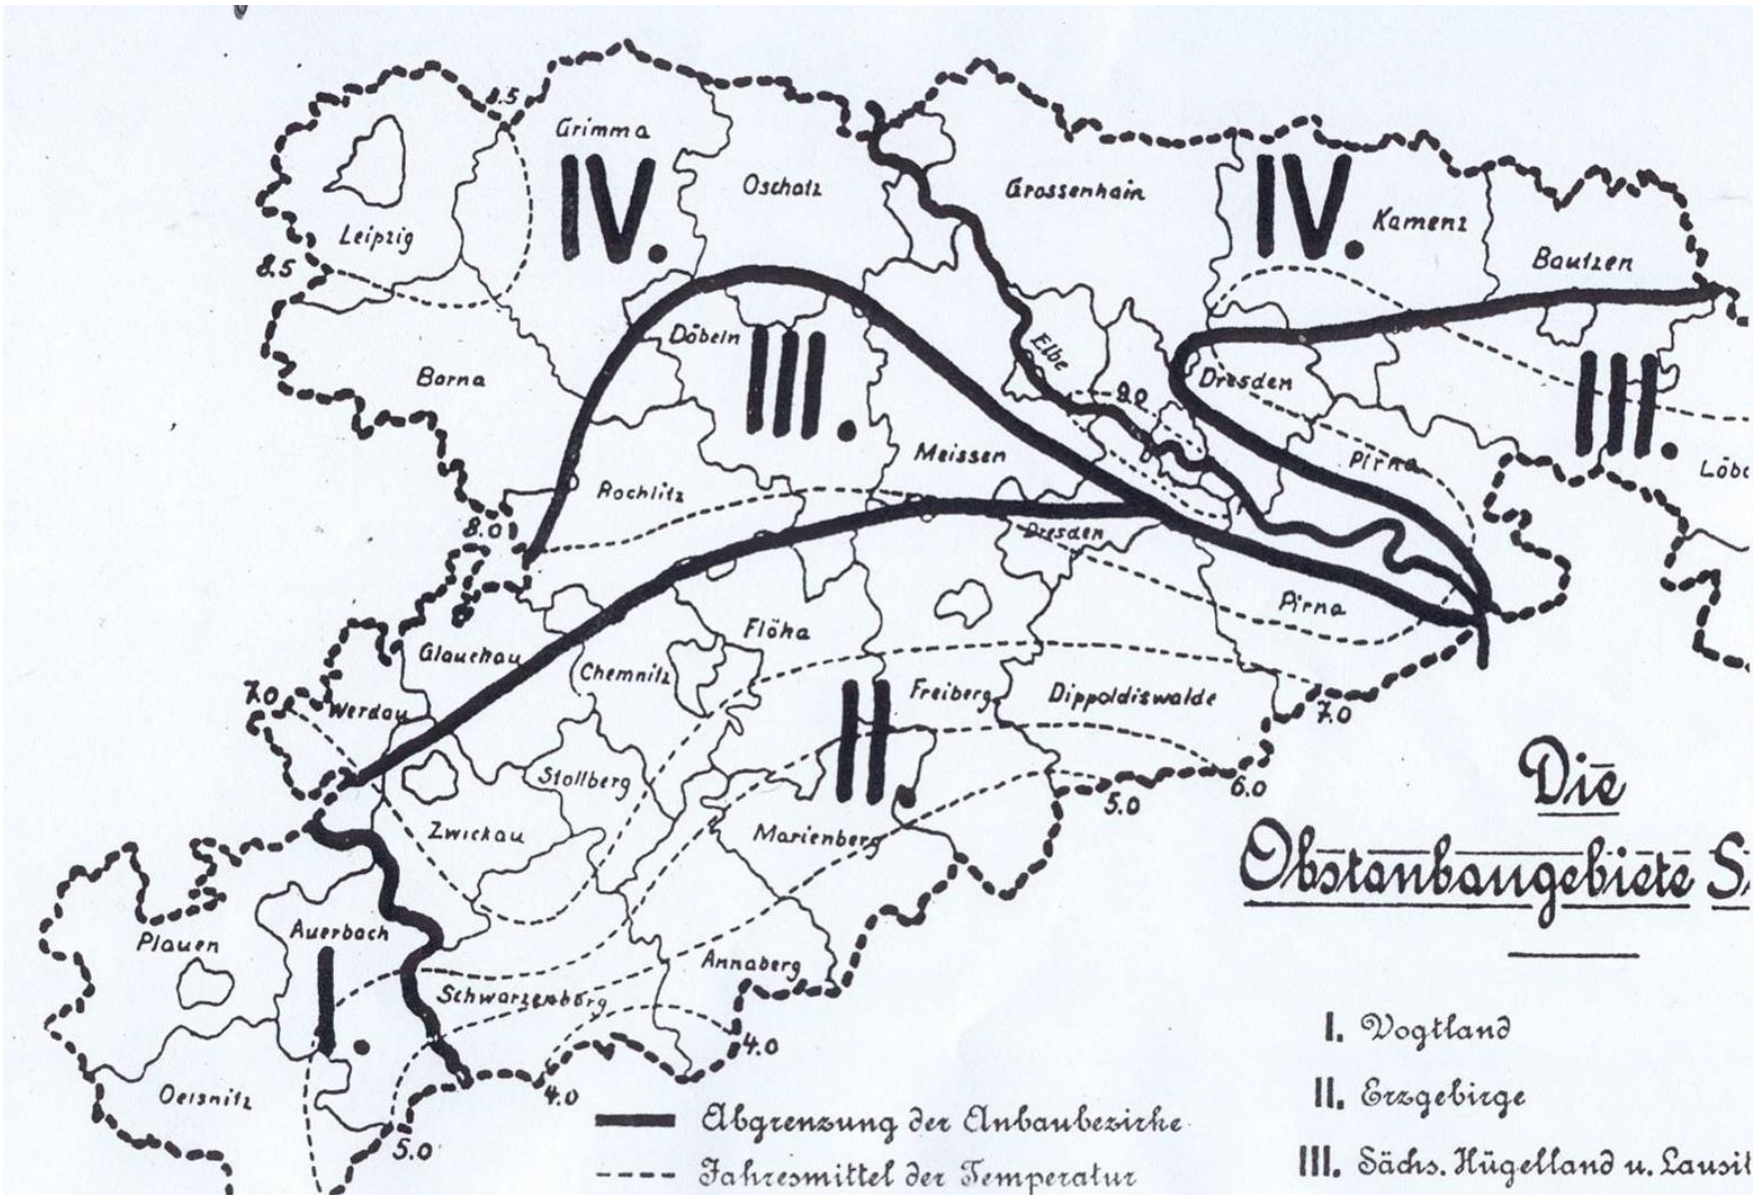 8.5
Grimma
IV.
Oschatz
Grossenhain
IV.
Kamenz
Bautzen
Leipzig
8.5
Döbeln
III.
Elbe
Dresden
III.
Borna
9.0
Meissen
Pirna
Löb
Rochlitz
8.0
Dresden
Pirna
Glauchau
Flöha
Chemnitz
Freiberg
Dippoldiswalde
7.0
Werdau
II.
7.0
Stollberg
6.0
5.0
Zwickau
Marienberg
Die
Obstanbaugebiete S
Plauen
Auerbach
I.
Annaberg
Schwarzenberg
4.0
4.0
Oelsnitz
5.0
I. Vogtland
II. Erzgebirge
III. Sächs. Hügelland u. Lausit
Abgrenzung der Anbaubezirke
Jahresmittel der Temperatur